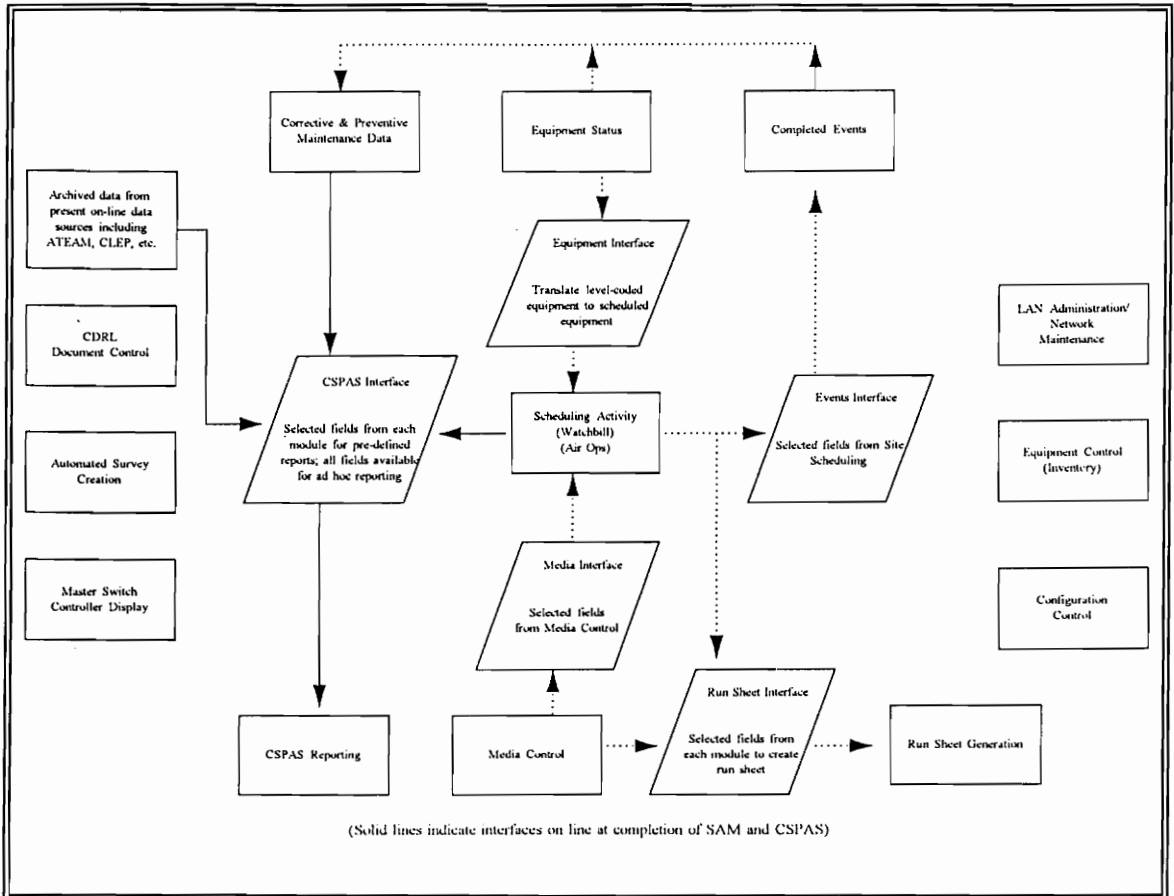 Corrective & Preventive
Maintenance Data
Equipment Status
Completed Events
Archived data from
present on-line data
sources including
ATEAM, CLEP, etc.
Equipment Interface
Translate level-coded
equipment to scheduled
equipment
CDRL
Document Control
LAN Administration/
Network
Maintenance
CSPAS Interface
Selected fields from each
module for pre-defined
reports; all fields available
for ad hoc reporting
Scheduling Activity
(Watchbill)
(Air Ops)
Events Interface
Selected fields from Site
Scheduling
Automated Survey
Creation
Equipment Control
(Inventory)
Media Interface
Selected fields
from Media Control
Master Switch
Controller Display
Configuration
Control
Run Sheet Interface
Selected fields from
each module to create
run sheet
CSPAS Reporting
Media Control
Run Sheet Generation
(Solid lines indicate interfaces on line at completion of SAM and CSPAS)